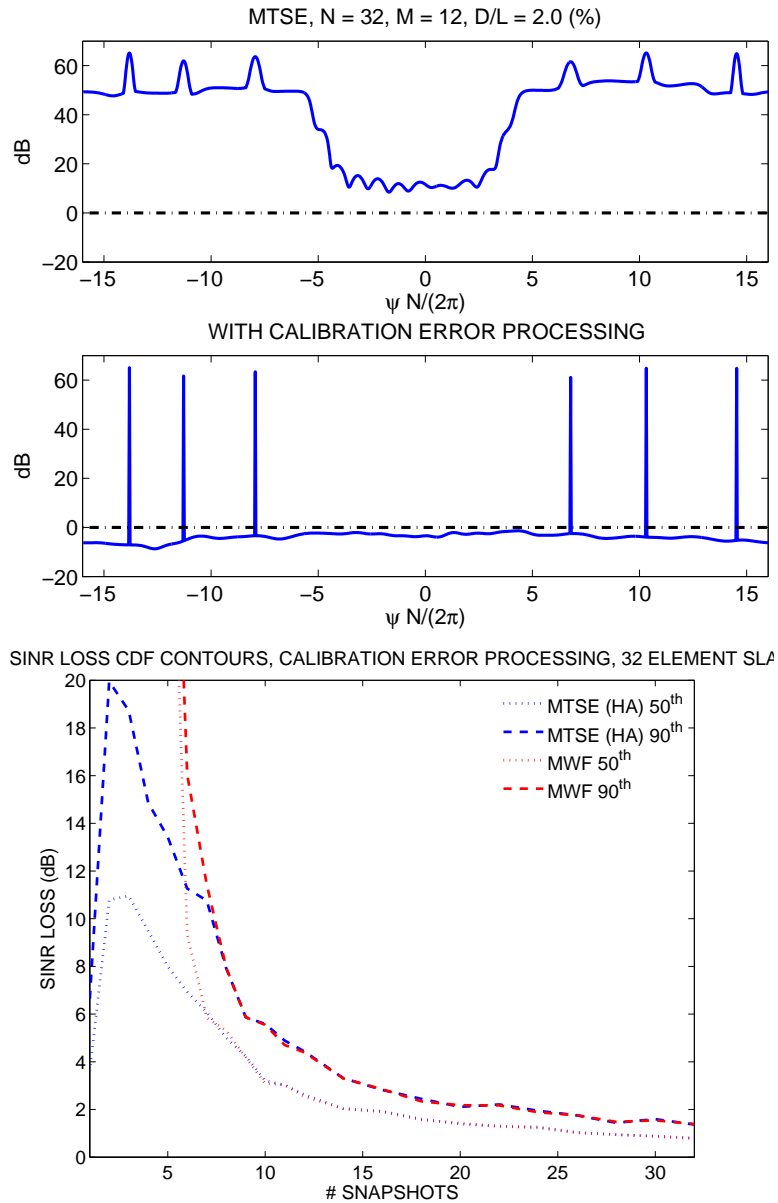 MTSE, N = 32, M = 12, D/L = 2.0 (%)
60
40
20
0
−20
dB
−15 −10 −5 0 5 10 15
ψ N/(2π)
WITH CALIBRATION ERROR PROCESSING
60
40
20
0
−20
dB
−15 −10 −5 0 5 10 15
ψ N/(2π)
SINR LOSS CDF CONTOURS, CALIBRATION ERROR PROCESSING, 32 ELEMENT SLA
20
18
16
14
12
10
8
6
4
2
0
SINR LOSS (dB)
MTSE (HA) 50th
MTSE (HA) 90th
MWF 50th
MWF 90th
5 10 15 20 25 30
# SNAPSHOTS